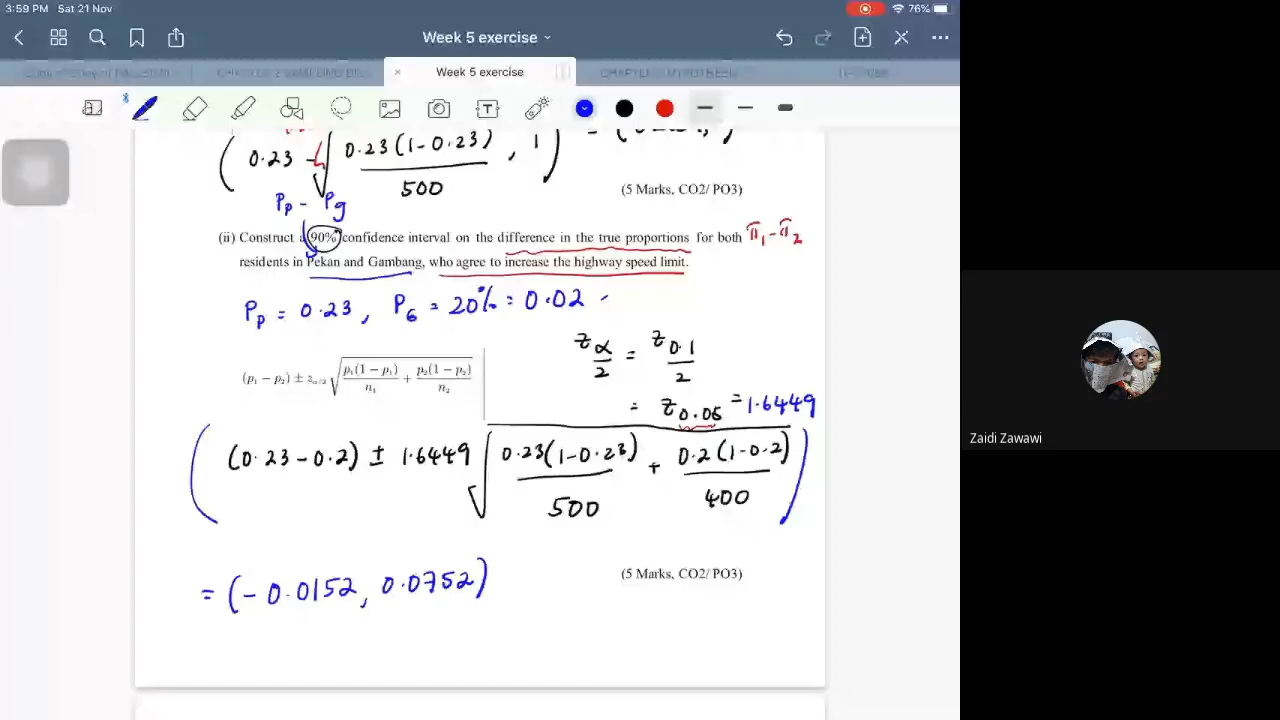 3:59 PM Sat 21 Nov
76%
Week 5 exercise
Week 5 exercise
0.23 - √ 0.23(1-0.23) / 500 , 1
(5 Marks, CO2/ PO3)
Pp - Pg
(ii) Construct a 90% confidence interval on the difference in the true proportions for both π1 - π2
residents in Pekan and Gambang, who agree to increase the highway speed limit.
Pp = 0.23, PG = 20% = 0.02
(p1 − p2) ± zα/2 √ p1(1 − p1) / n1 + p2(1 − p2) / n2
z α/2 = z 0.1/2
= z 0.05 = 1.6449
( (0.23 - 0.2) ± 1.6449 √ 0.23(1-0.23) / 500 + 0.2(1-0.2) / 400 )
= (-0.0152, 0.0752)
(5 Marks, CO2/ PO3)
Zaidi Zawawi